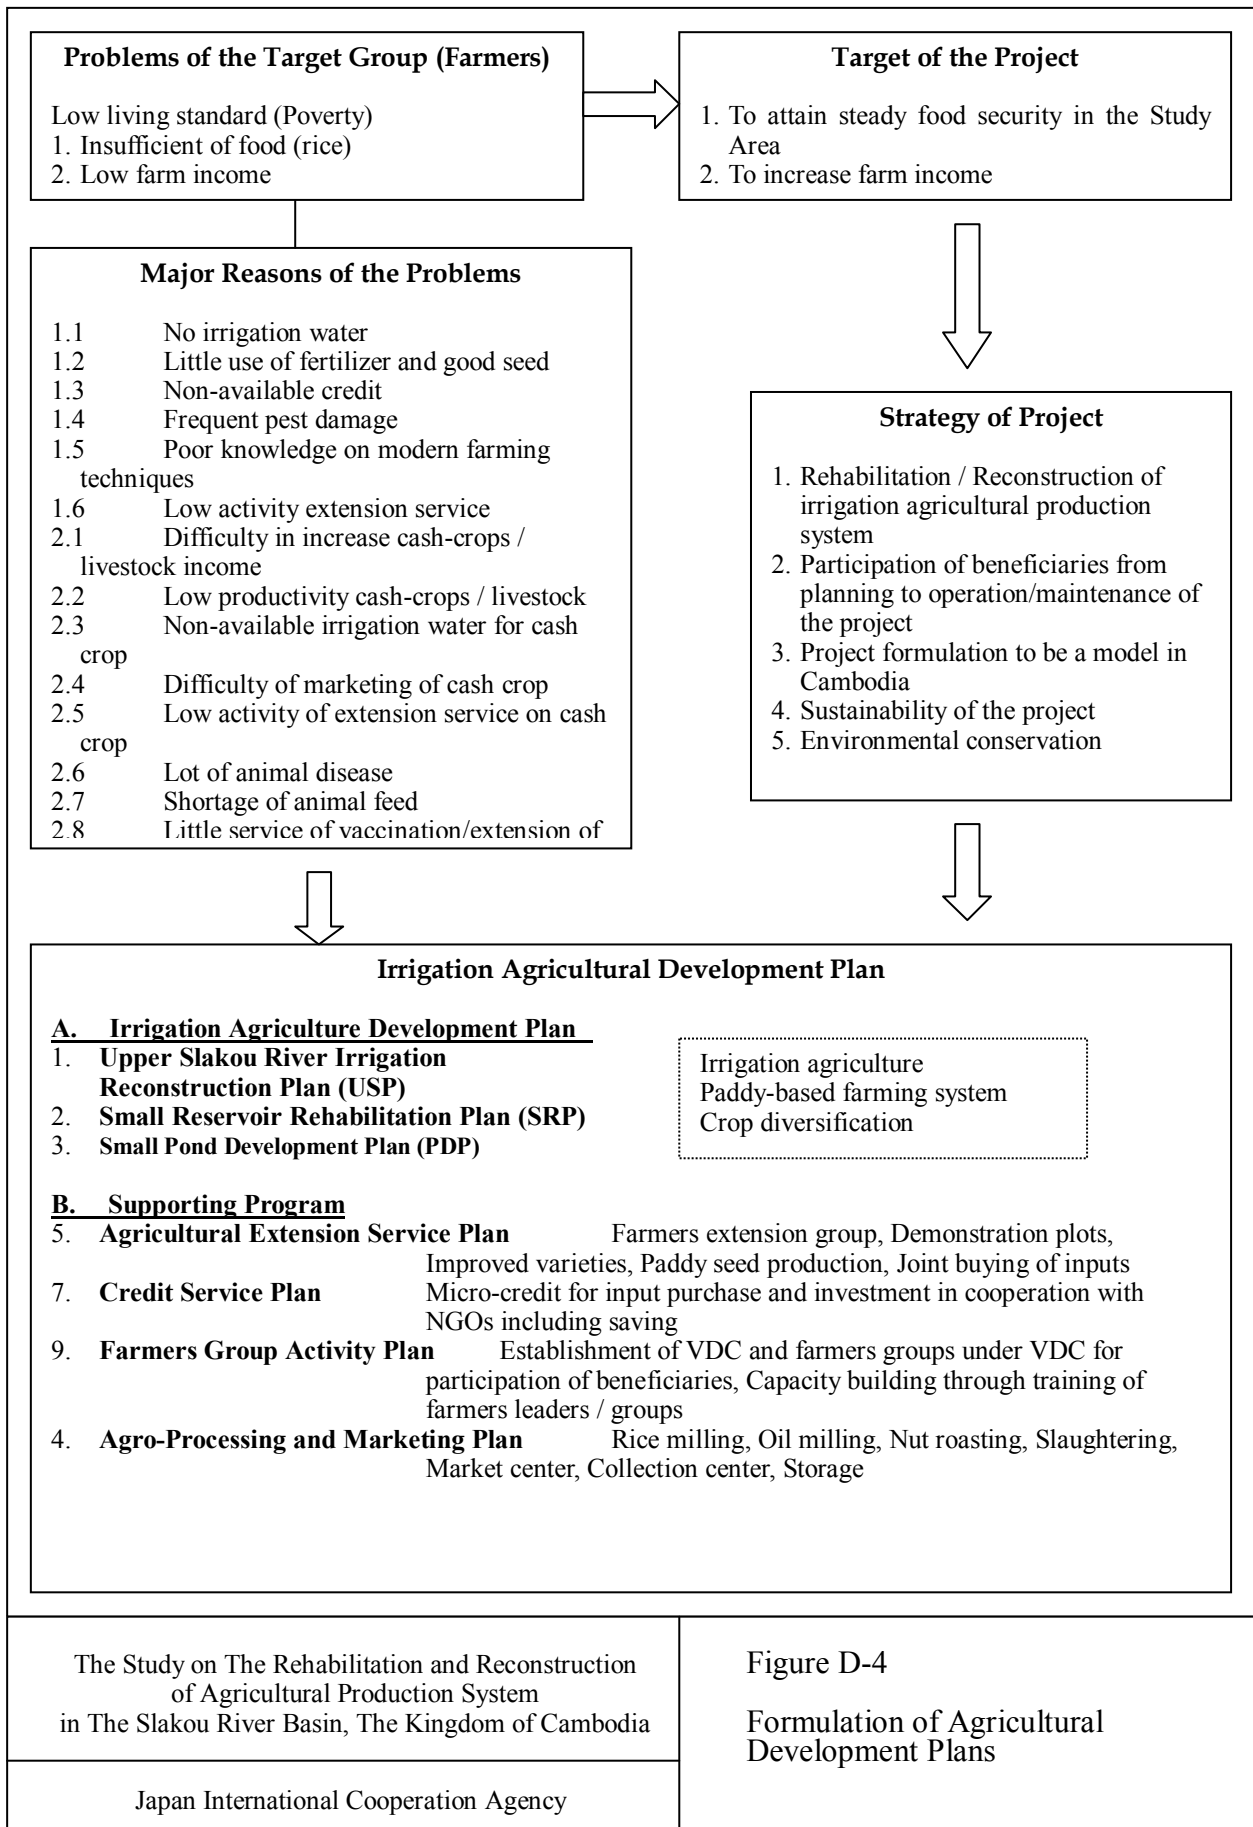 Problems of the Target Group (Farmers)
Low living standard (Poverty)
1. Insufficient of food (rice)
2. Low farm income
Target of the Project
1. To attain steady food security in the Study
Area
2. To increase farm income
Major Reasons of the Problems
1.1 No irrigation water
1.2 Little use of fertilizer and good seed
1.3 Non-available credit
1.4 Frequent pest damage
1.5 Poor knowledge on modern farming
techniques
1.6 Low activity extension service
2.1 Difficulty in increase cash-crops /
livestock income
2.2 Low productivity cash-crops / livestock
2.3 Non-available irrigation water for cash
crop
2.4 Difficulty of marketing of cash crop
2.5 Low activity of extension service on cash
crop
2.6 Lot of animal disease
2.7 Shortage of animal feed
2.8 Little service of vaccination/extension of
Strategy of Project
1. Rehabilitation / Reconstruction of
irrigation agricultural production
system
2. Participation of beneficiaries from
planning to operation/maintenance of
the project
3. Project formulation to be a model in
Cambodia
4. Sustainability of the project
5. Environmental conservation
Irrigation Agricultural Development Plan
A. Irrigation Agriculture Development Plan
1. Upper Slakou River Irrigation
Reconstruction Plan (USP)
2. Small Reservoir Rehabilitation Plan (SRP)
3. Small Pond Development Plan (PDP)
Irrigation agriculture
Paddy-based farming system
Crop diversification
B. Supporting Program
5. Agricultural Extension Service Plan Farmers extension group, Demonstration plots,
Improved varieties, Paddy seed production, Joint buying of inputs
7. Credit Service Plan Micro-credit for input purchase and investment in cooperation with
NGOs including saving
9. Farmers Group Activity Plan Establishment of VDC and farmers groups under VDC for
participation of beneficiaries, Capacity building through training of
farmers leaders / groups
4. Agro-Processing and Marketing Plan Rice milling, Oil milling, Nut roasting, Slaughtering,
Market center, Collection center, Storage
The Study on The Rehabilitation and Reconstruction
of Agricultural Production System
in The Slakou River Basin, The Kingdom of Cambodia
Japan International Cooperation Agency
Figure D-4
Formulation of Agricultural
Development Plans